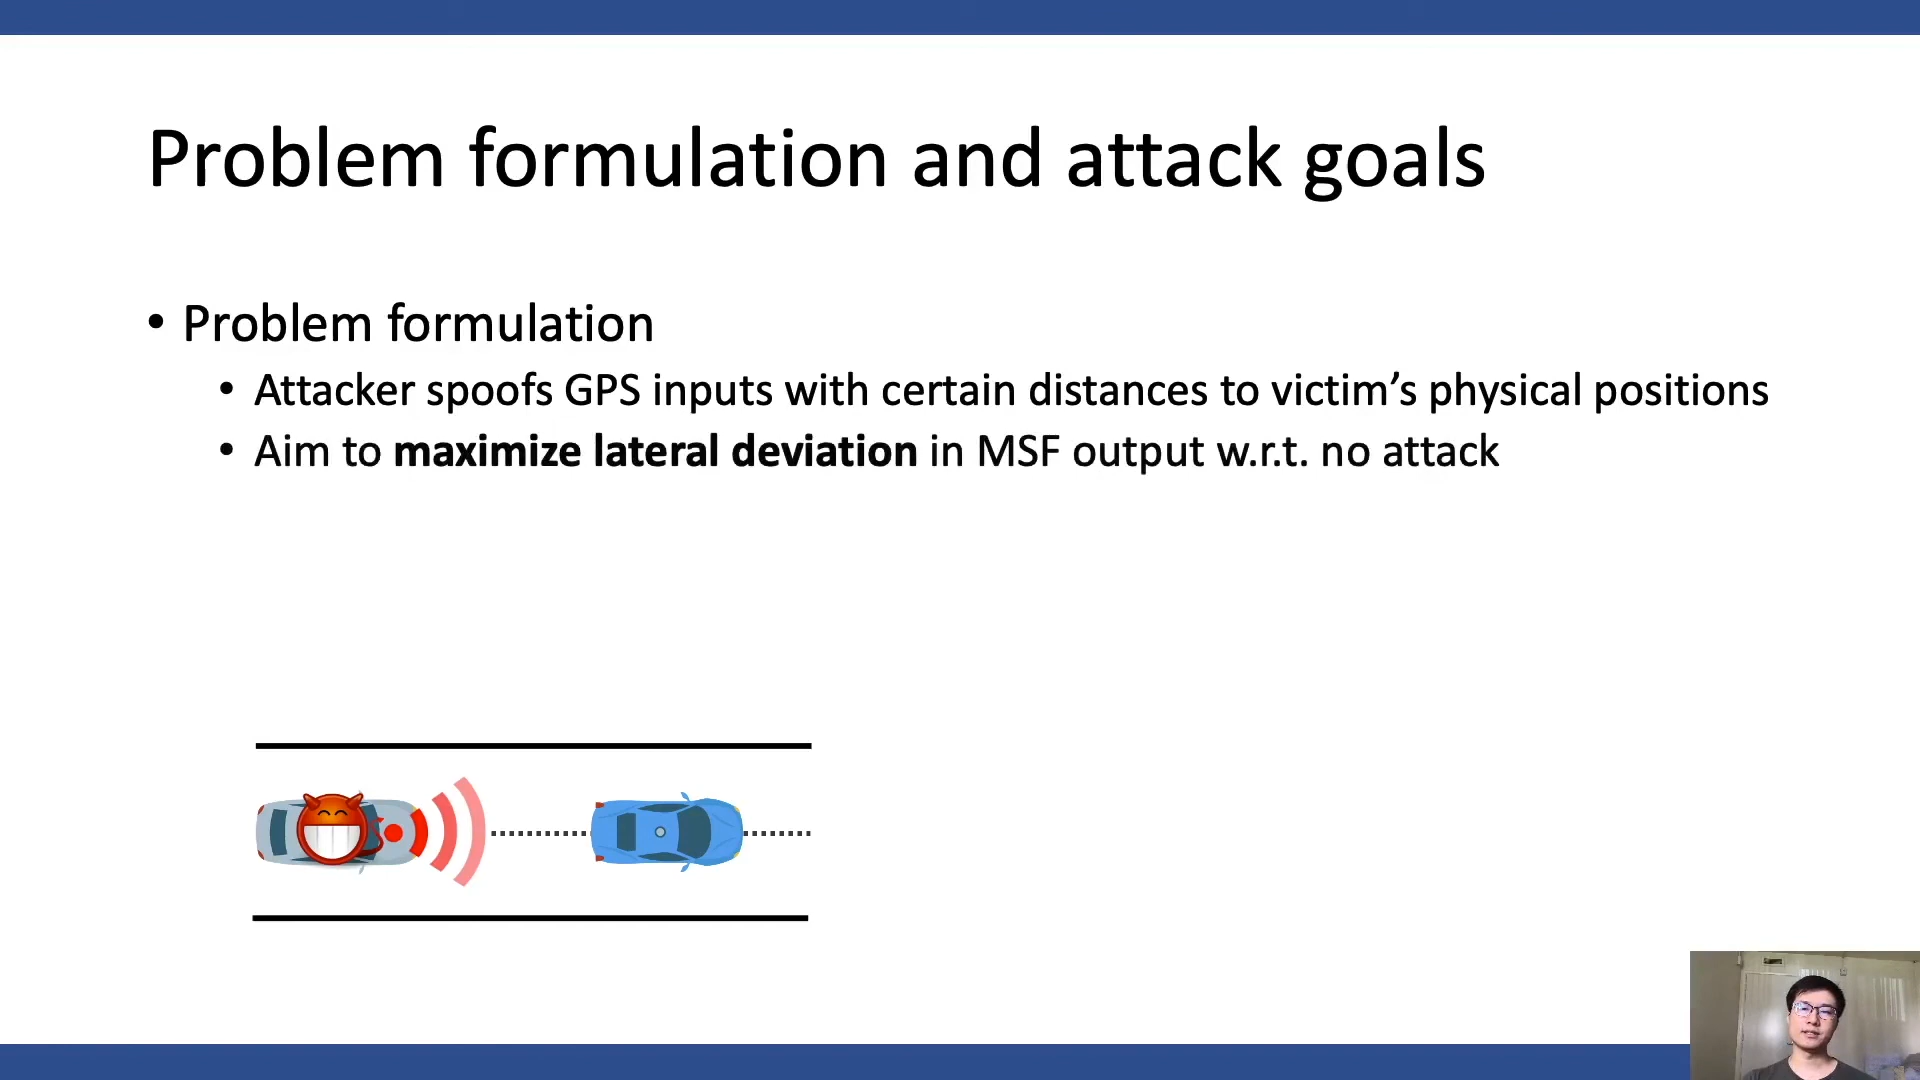 Problem formulation and attack goals
• Problem formulation
• Attacker spoofs GPS inputs with certain distances to victim’s physical positions
• Aim to maximize lateral deviation in MSF output w.r.t. no attack